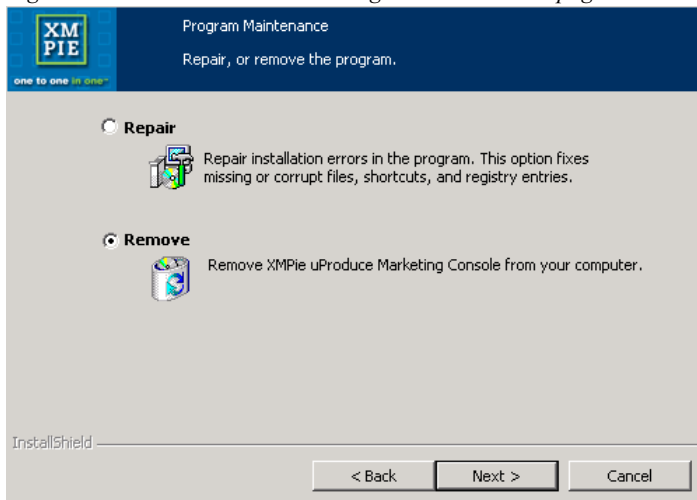 XM
PIE
one to one in one
Program Maintenance
Repair, or remove the program.
Repair
Repair installation errors in the program. This option fixes
missing or corrupt files, shortcuts, and registry entries.
Remove
Remove XMPie uProduce Marketing Console from your computer.
InstallShield
< Back
Next >
Cancel